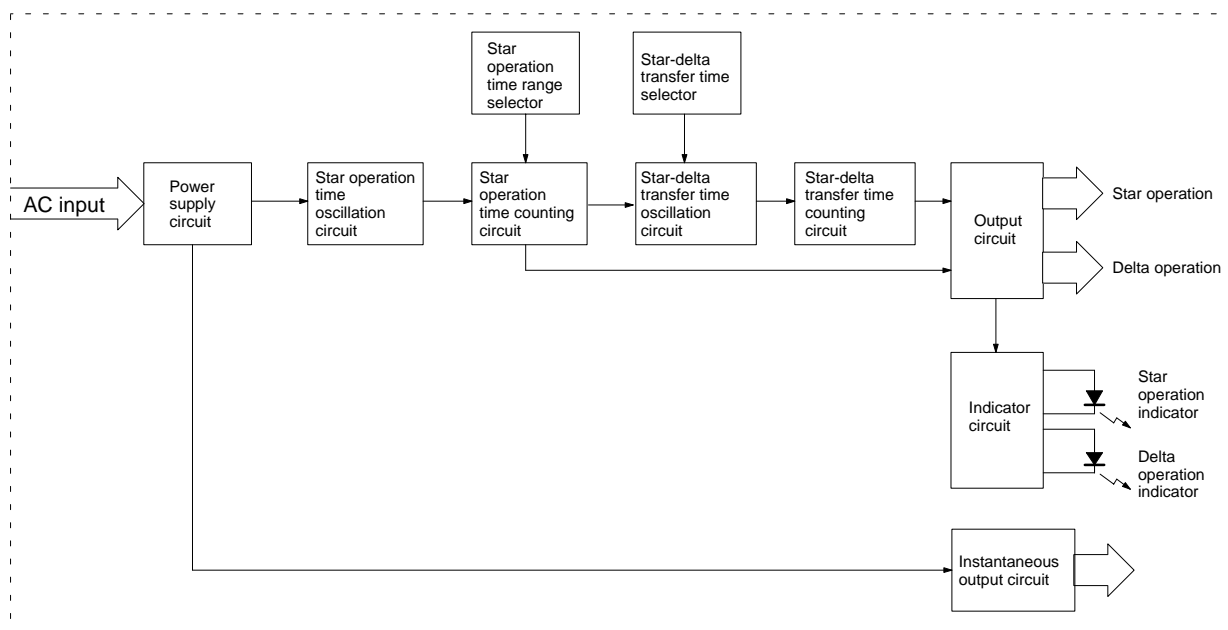 Star
operation
time range
selector
Star-delta
transfer time
selector
AC input
Power
supply
circuit
Star operation
time
oscillation
circuit
Star
operation
time counting
circuit
Star-delta
transfer time
oscillation
circuit
Star-delta
transfer time
counting
circuit
Output
circuit
Star operation
Delta operation
Indicator
circuit
Star
operation
indicator
Delta
operation
indicator
Instantaneous
output circuit